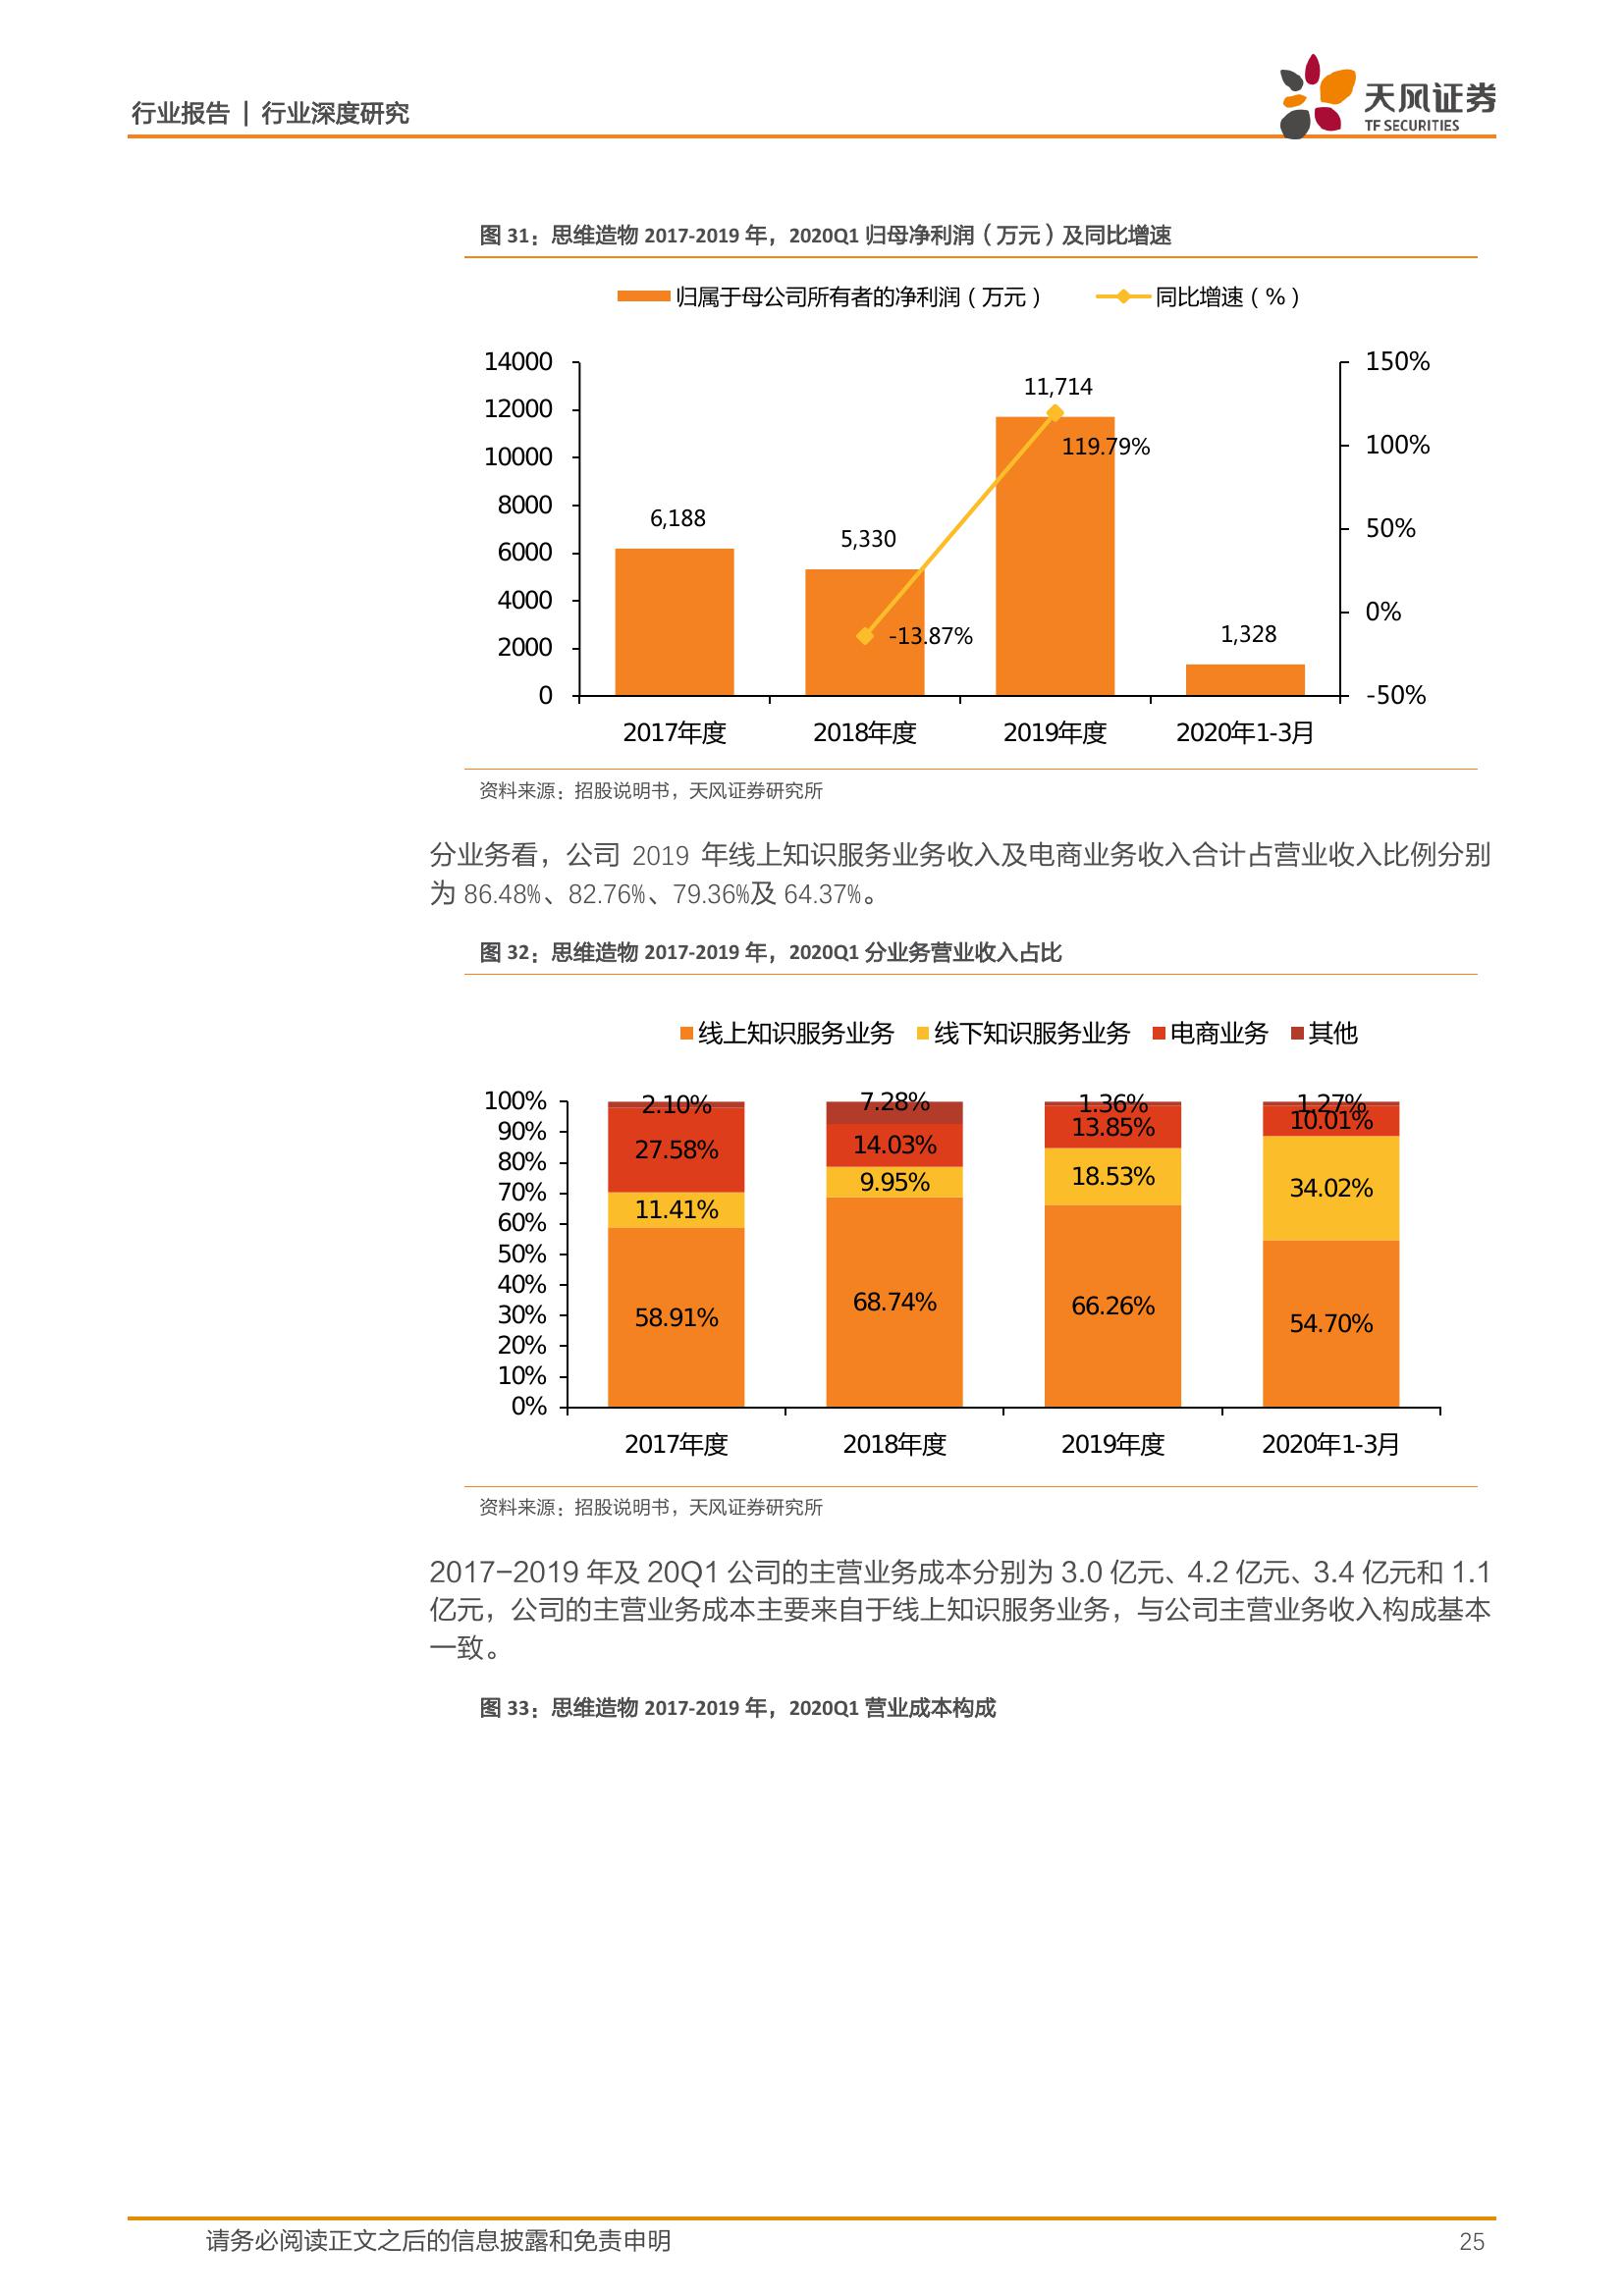 行业报告 | 行业深度研究
天风证券
TF SECURITIES
图 31：思维造物 2017-2019 年，2020Q1 归母净利润（万元）及同比增速
归属于母公司所有者的净利润（万元） 同比增速（%）
14000
12000
10000
8000
6000
4000
2000
0
150%
100%
50%
0%
-50%
6,188
5,330
11,714
1,328
-13.87%
119.79%
2017年度 2018年度 2019年度 2020年1-3月
资料来源：招股说明书，天风证券研究所
分业务看，公司 2019 年线上知识服务业务收入及电商业务收入合计占营业收入比例分别
为 86.48%、82.76%、79.36%及 64.37%。
图 32：思维造物 2017-2019 年，2020Q1 分业务营业收入占比
线上知识服务业务 线下知识服务业务 电商业务 其他
100%
90%
80%
70%
60%
50%
40%
30%
20%
10%
0%
2.10% 7.28% 1.36% 1.27%
27.58% 14.03% 13.85% 10.01%
11.41% 9.95% 18.53% 34.02%
58.91% 68.74% 66.26% 54.70%
2017年度 2018年度 2019年度 2020年1-3月
资料来源：招股说明书，天风证券研究所
2017-2019 年及 20Q1 公司的主营业务成本分别为 3.0 亿元、4.2 亿元、3.4 亿元和 1.1
亿元，公司的主营业务成本主要来自于线上知识服务业务，与公司主营业务收入构成基本
一致。
图 33：思维造物 2017-2019 年，2020Q1 营业成本构成
请务必阅读正文之后的信息披露和免责申明 25